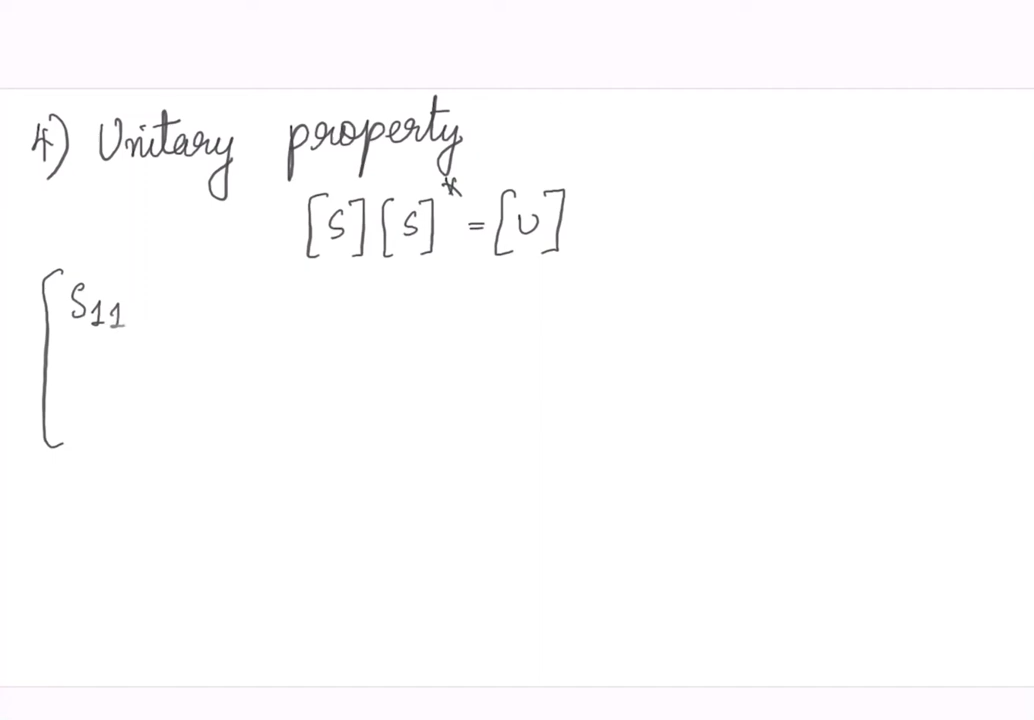 4) Unitary property
[S][S]* = [U]
[S11